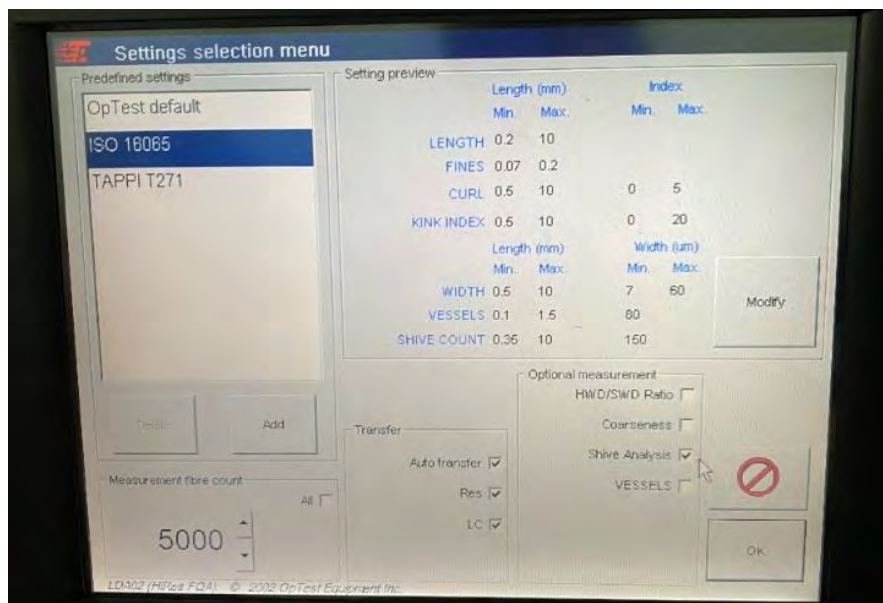 Settings selection menu
Predefined settings
OpTest default
ISO 16065
TAPPI T271
Delete
Add
Measurement fibre count
All
5000
Setting preview
Length (mm) Index
Min. Max. Min. Max.
LENGTH 0.2 10
FINES 0.07 0.2
CURL 0.5 10 0 5
KINK INDEX 0.5 10 0 20
Length (mm) Width (um)
Min. Max. Min. Max.
WIDTH 0.5 10 7 60
VESSELS 0.1 1.5 80
SHIVE COUNT 0.35 10 150
Modify
Transfer
Auto transfer
Res
LC
Optional measurement
HWD/SWD Ratio
Coarseness
Shive Analysis
VESSELS
OK
LDA02 (HiRes FQA) © 2002 OpTest Equipment Inc.